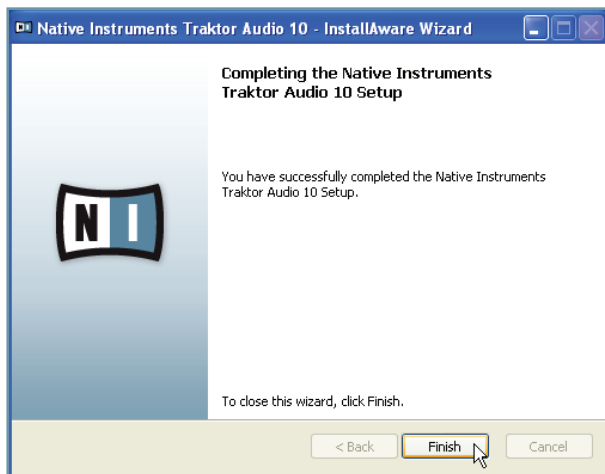 Native Instruments Traktor Audio 10 - InstallAware Wizard
Completing the Native Instruments
Traktor Audio 10 Setup
You have successfully completed the Native Instruments
Traktor Audio 10 Setup.
N I
To close this wizard, click Finish.
< Back Finish Cancel